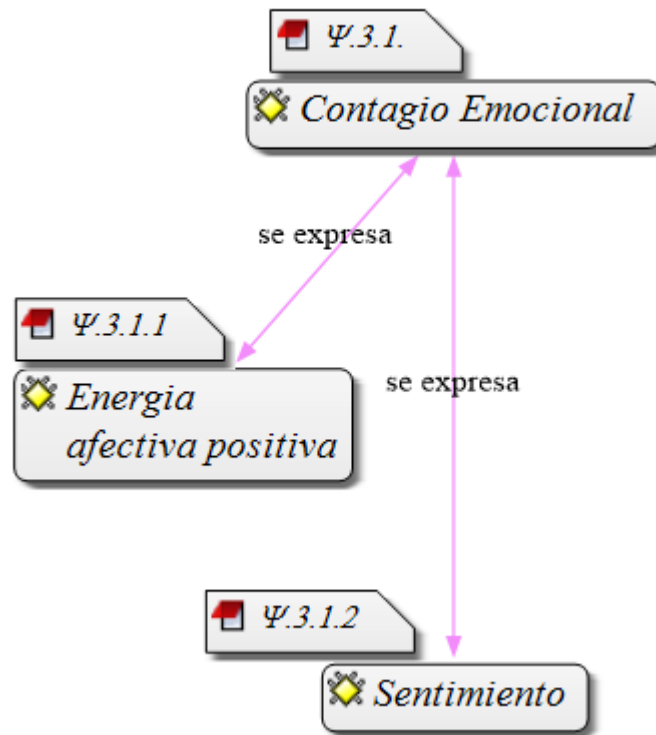 Ψ.3.1.
Contagio Emocional
se expresa
Ψ.3.1.1
Energia
afectiva positiva
se expresa
Ψ.3.1.2
Sentimiento